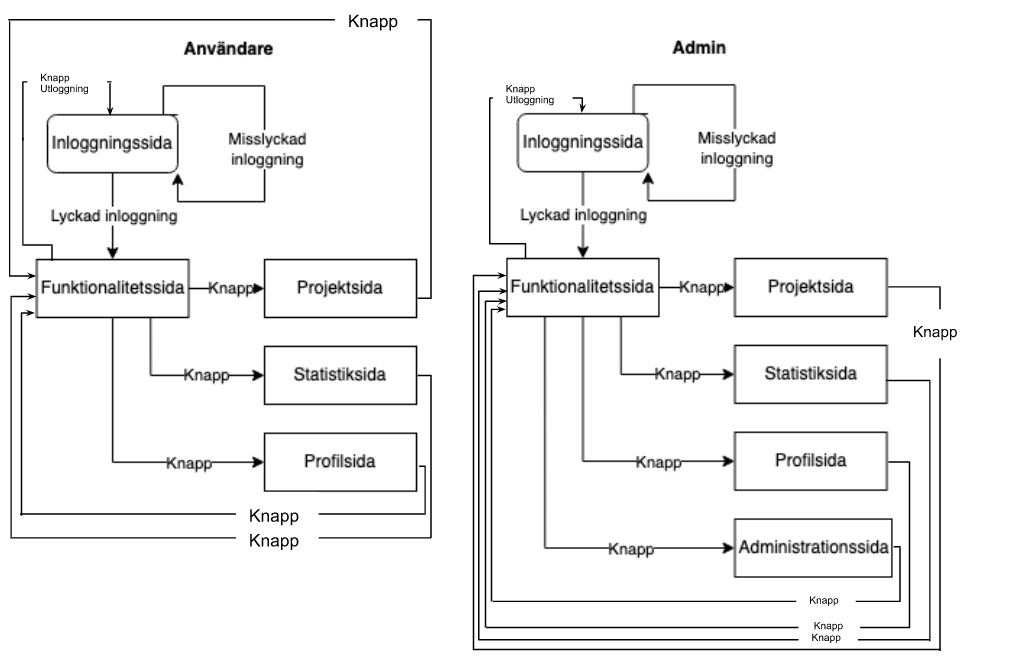 Knapp
Användare
Knapp
Utloggning
Inloggningssida
Misslyckad
inloggning
Lyckad inloggning
Funktionalitetssida
Knapp
Projektsida
Knapp
Statistiksida
Knapp
Profilsida
Knapp
Knapp
Admin
Knapp
Utloggning
Inloggningssida
Misslyckad
inloggning
Lyckad inloggning
Funktionalitetssida
Knapp
Projektsida
Knapp
Knapp
Statistiksida
Knapp
Profilsida
Knapp
Administrationssida
Knapp
Knapp
Knapp